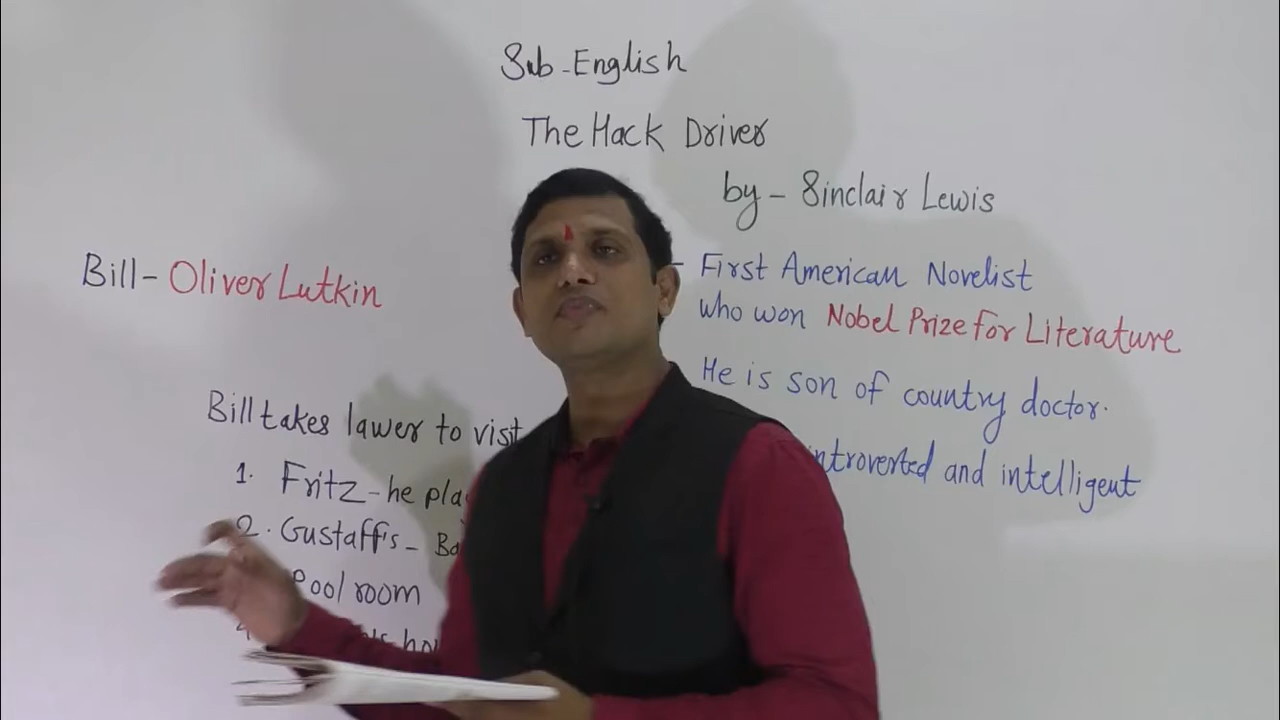 Sub - English
The Hack Driver
by - Sinclair Lewis
Bill - Oliver Lutkin
- First American Novelist
who won Nobel Prize for Literature
He is son of country doctor.
introverted and intelligent
Bill takes lawer to vist
1. Fritz - he
2. Gustaff's -
Pool room